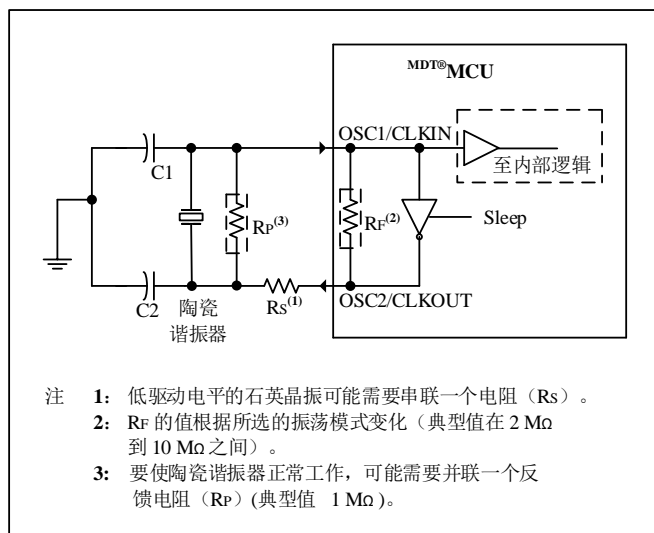 MDT®MCU
OSC1/CLKIN
C1
至内部逻辑
RP(3)
RF(2)
Sleep
C2
陶瓷
谐振器
RS(1)
OSC2/CLKOUT
注 1: 低驱动电平的石英晶振可能需要串联一个电阻（RS）。
2: RF 的值根据所选的振荡模式变化（典型值在 2 MΩ
到 10 MΩ 之间）。
3: 要使陶瓷谐振器正常工作，可能需要并联一个反
馈电阻（RP）(典型值 1 MΩ )。